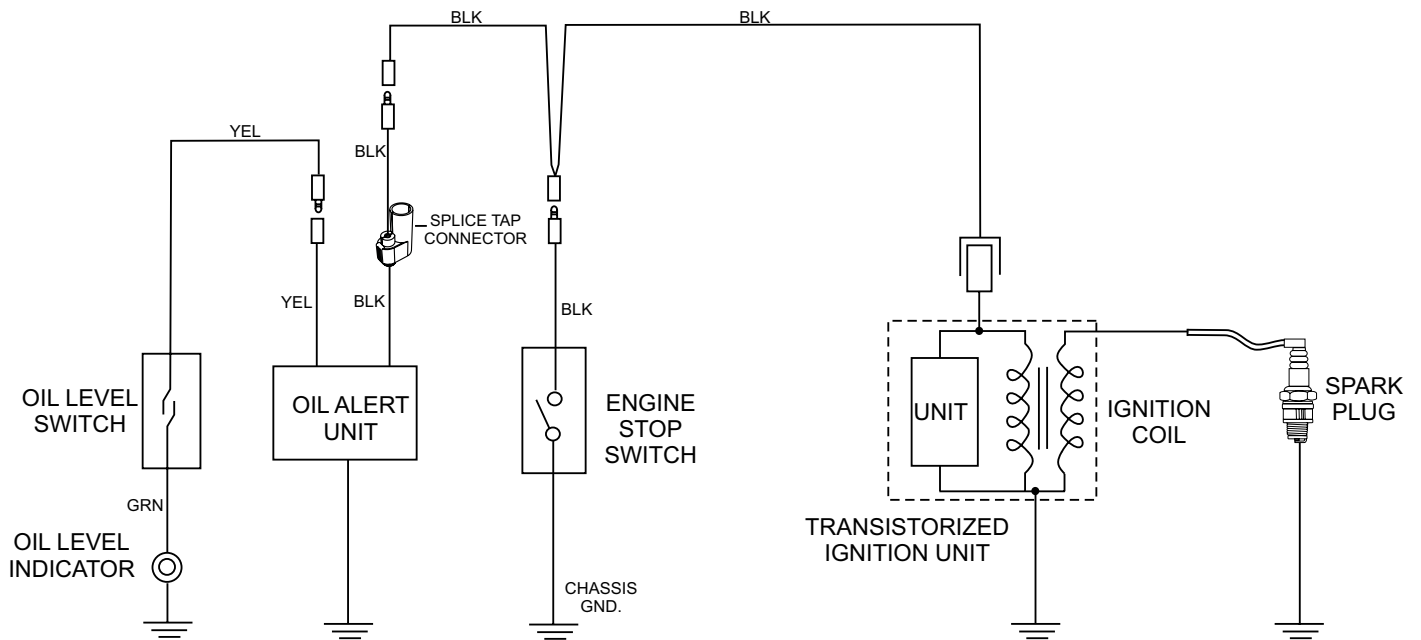 BLK
BLK
YEL
BLK
SPLICE TAP
CONNECTOR
YEL
BLK
BLK
OIL LEVEL
SWITCH
OIL ALERT
UNIT
ENGINE
STOP
SWITCH
UNIT
IGNITION
COIL
SPARK
PLUG
GRN
OIL LEVEL
INDICATOR
TRANSISTORIZED
IGNITION UNIT
CHASSIS
GND.